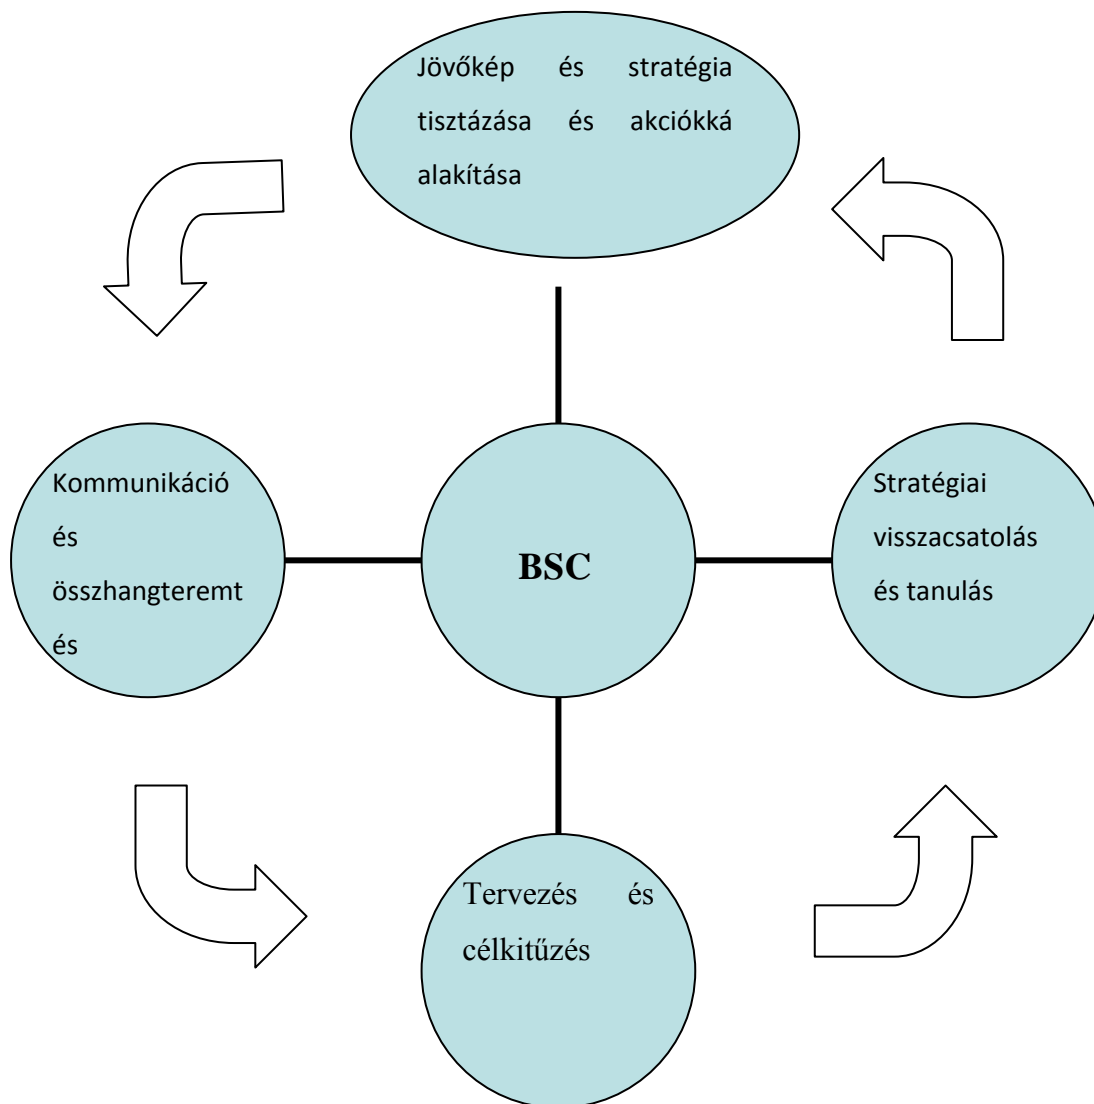 Jövőkép és stratégia
tisztázása és akciókká
alakítása
Kommunikáció
és
összhangteremt
és
BSC
Stratégiai
visszacsatolás
és tanulás
Tervezés és
célkitűzés